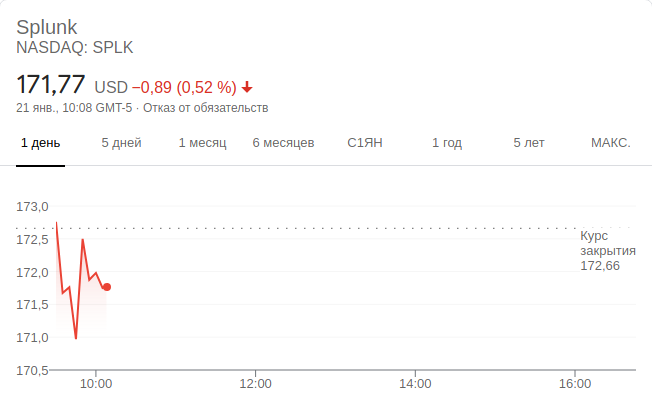 Splunk
NASDAQ: SPLK
171,77 USD −0,89 (0,52 %)
21 янв., 10:08 GMT-5 · Отказ от обязательств
1 день 5 дней 1 месяц 6 месяцев С1ЯН 1 год 5 лет МАКС.
173,0
172,5
172,0
171,5
171,0
170,5
Курс
закрытия
172,66
10:00 12:00 14:00 16:00